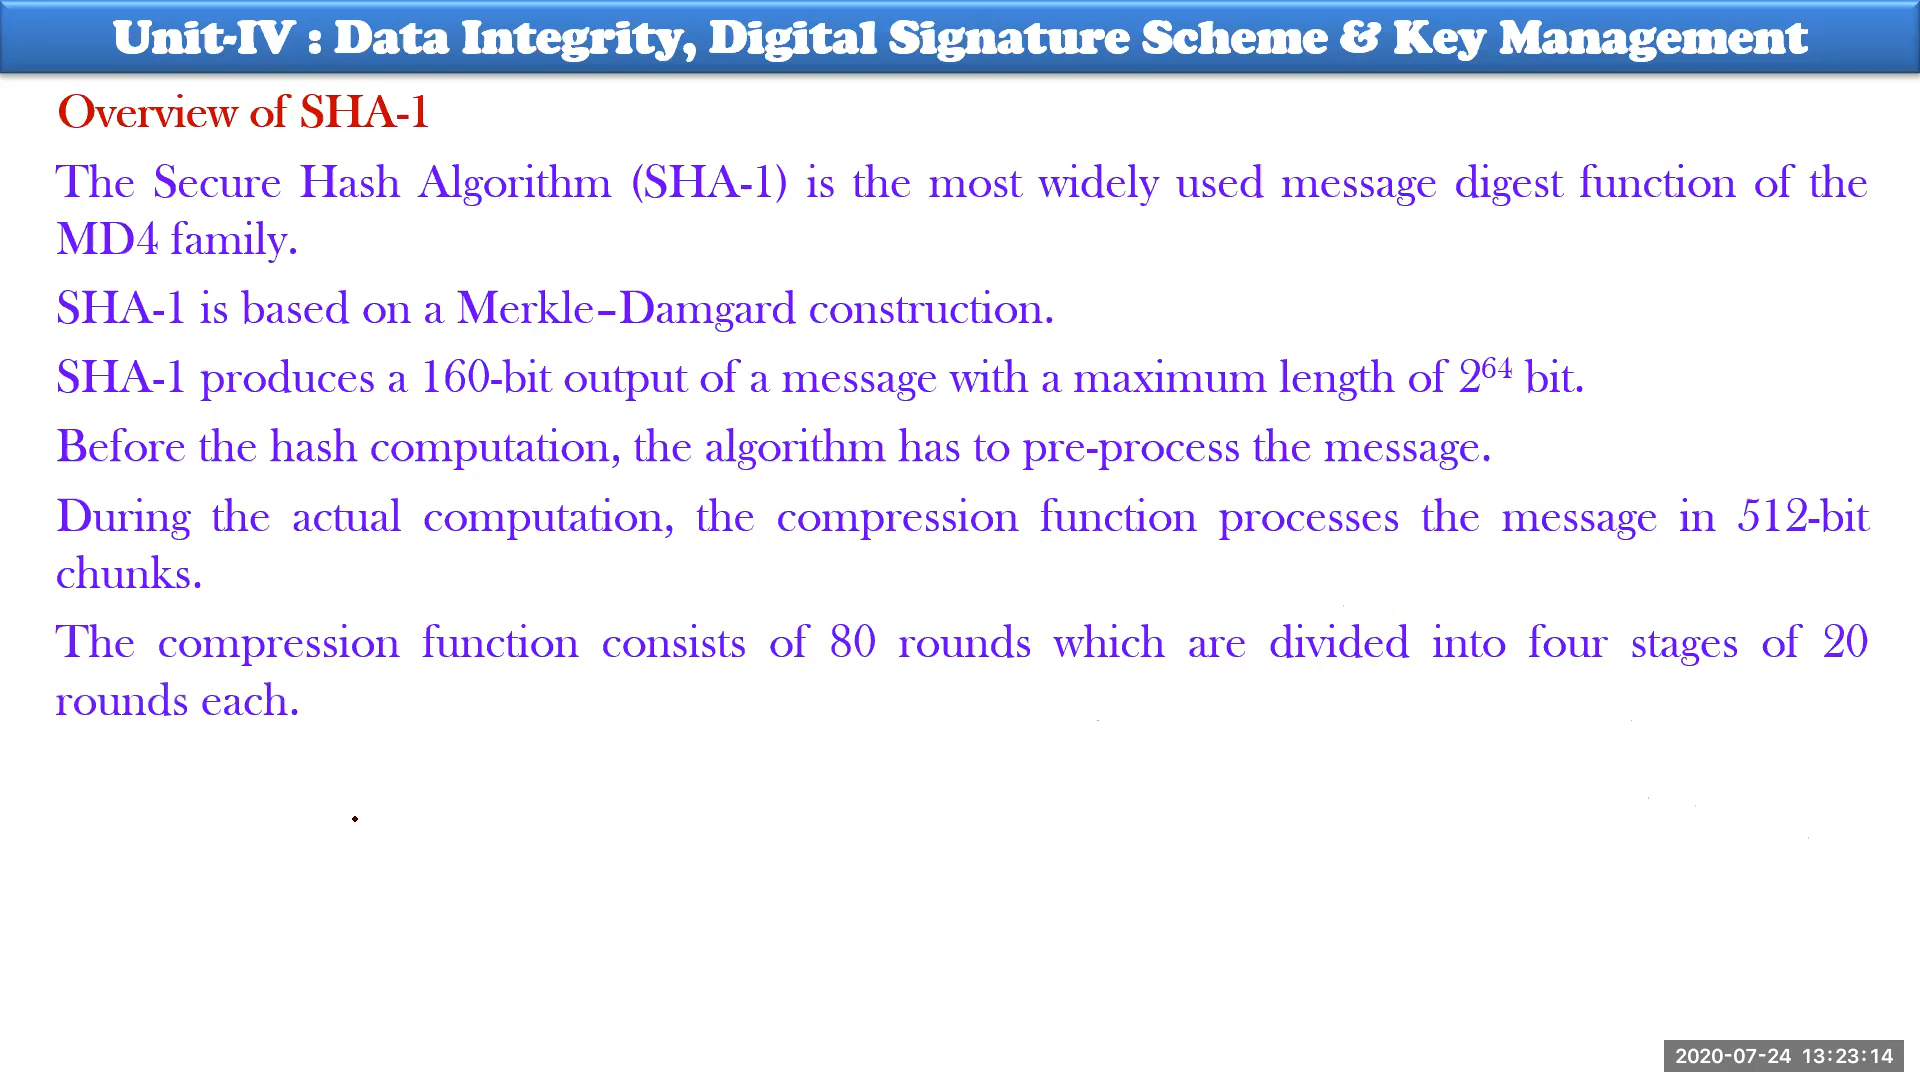 Unit-IV : Data Integrity, Digital Signature Scheme & Key Management
Overview of SHA-1
The Secure Hash Algorithm (SHA-1) is the most widely used message digest function of the
MD4 family.
SHA-1 is based on a Merkle–Damgard construction.
SHA-1 produces a 160-bit output of a message with a maximum length of 2⁶⁴ bit.
Before the hash computation, the algorithm has to pre-process the message.
During the actual computation, the compression function processes the message in 512-bit
chunks.
The compression function consists of 80 rounds which are divided into four stages of 20
rounds each.
2020-07-24 13:23:14